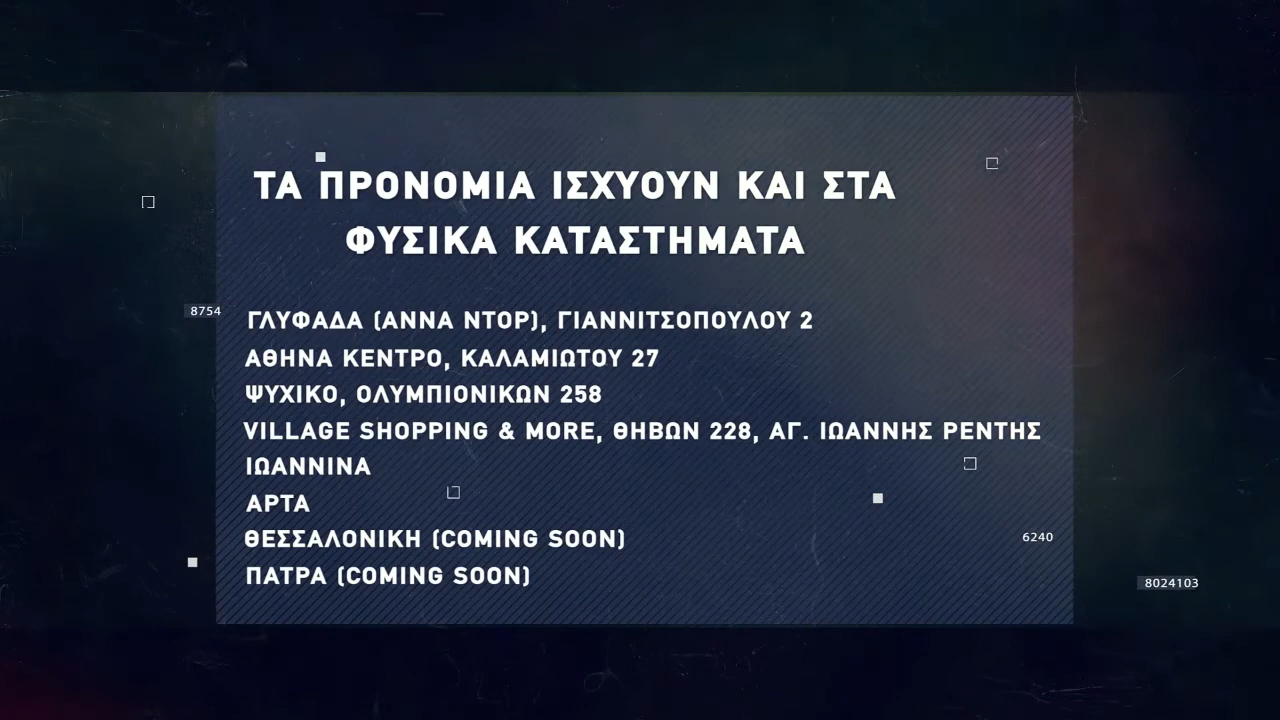 ΤΑ ΠΡΟΝΟΜΙΑ ΙΣΧΥΟΥΝ ΚΑΙ ΣΤΑ
ΦΥΣΙΚΑ ΚΑΤΑΣΤΗΜΑΤΑ
8754
ΓΛΥΦΑΔΑ (ΑΝΝΑ ΝΤΟΡ), ΓΙΑΝΝΙΤΣΟΠΟΥΛΟΥ 2
ΑΘΗΝΑ ΚΕΝΤΡΟ, ΚΑΛΑΜΙΩΤΟΥ 27
ΨΥΧΙΚΟ, ΟΛΥΜΠΙΟΝΙΚΩΝ 258
VILLAGE SHOPPING & MORE, ΘΗΒΩΝ 228, ΑΓ. ΙΩΑΝΝΗΣ ΡΕΝΤΗΣ
ΙΩΑΝΝΙΝΑ
ΑΡΤΑ
ΘΕΣΣΑΛΟΝΙΚΗ (COMING SOON)
6240
ΠΑΤΡΑ (COMING SOON)
8024103